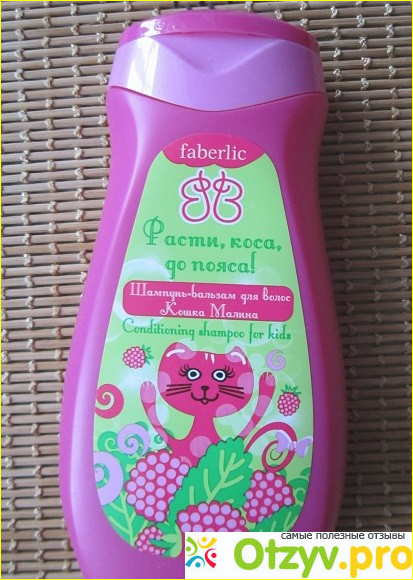 faberlic
Расти, коса,
до пояса!
Шампунь-бальзам для волос
Кошка Малина
Conditioning shampoo for kids
самые полезные отзывы
Otzyv.pro